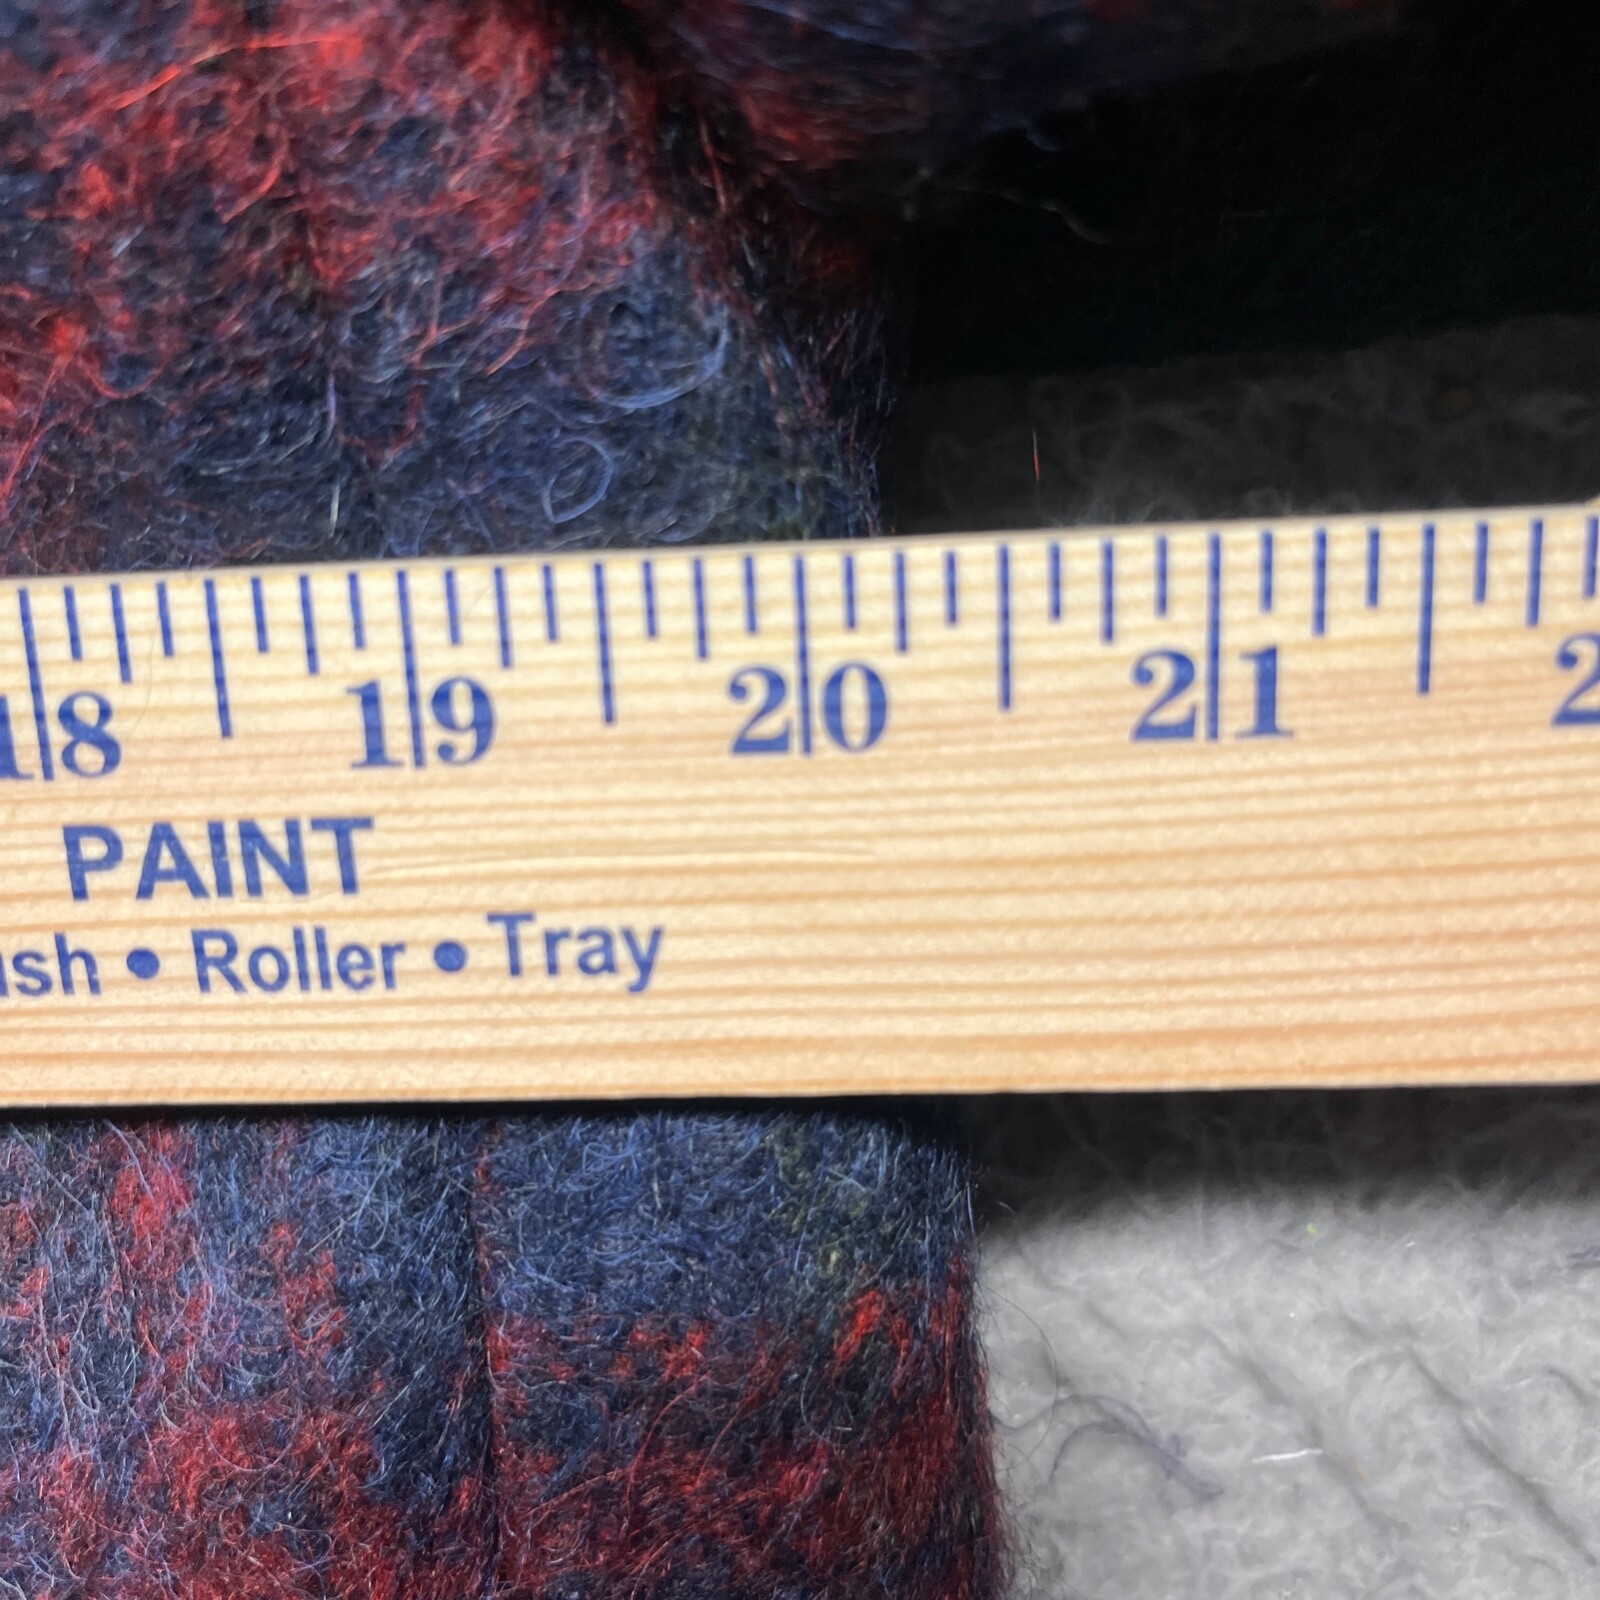 18 19 20 21
PAINT
• Roller • Tray